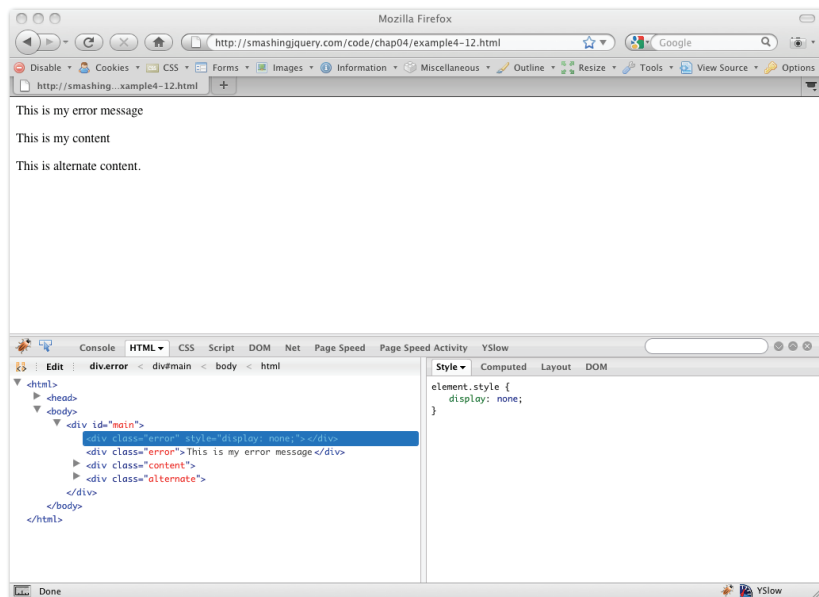 Mozilla Firefox
http://smashingjquery.com/code/chap04/example4-12.html
Google
Disable Cookies CSS Forms Images Information Miscellaneous Outline Resize Tools View Source Options
http://smashing...xample4-12.html +
This is my error message
This is my content
This is alternate content.
Console HTML CSS Script DOM Net Page Speed Page Speed Activity YSlow
Edit div.error < div#main < body < html
Style Computed Layout DOM
<html>
<head>
<body>
<div id="main">
<div class="error" style="display: none;"></div>
<div class="error">This is my error message</div>
<div class="content">
<div class="alternate">
</div>
</body>
</html>
element.style {
display: none;
}
Done
YSlow